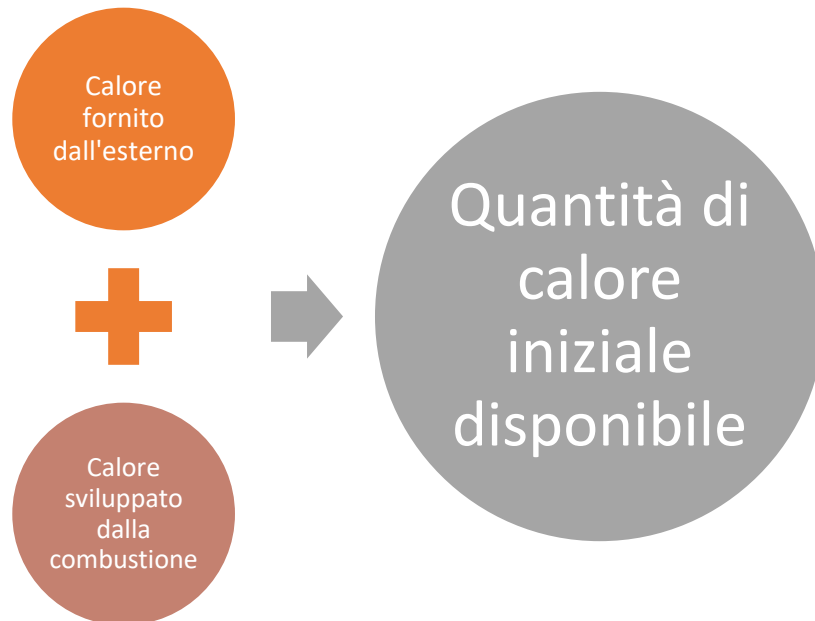 Calore
fornito
dall'esterno
Calore
sviluppato
dalla
combustione
Quantità di
calore
iniziale
disponibile